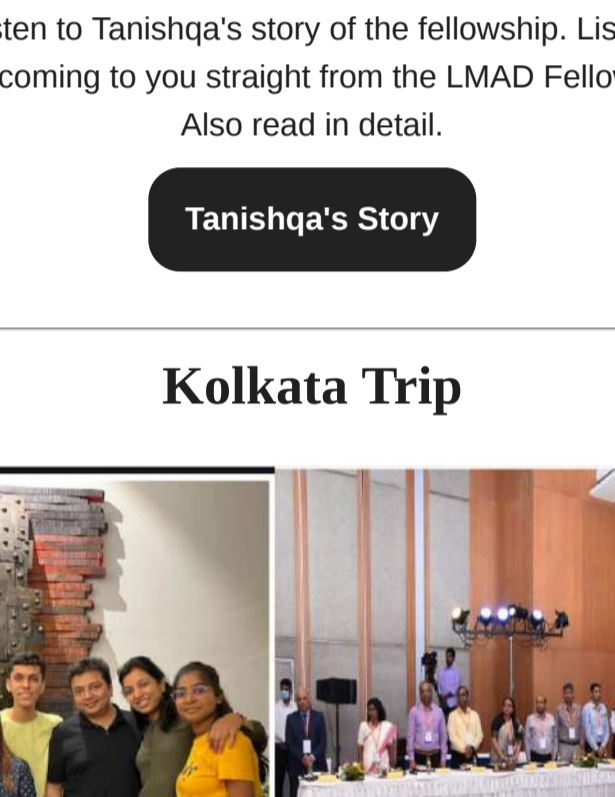 sten to Tanishqa's story of the fellowship. Lis
coming to you straight from the LMAD Fello
Also read in detail.
Tanishqa's Story
Kolkata Trip